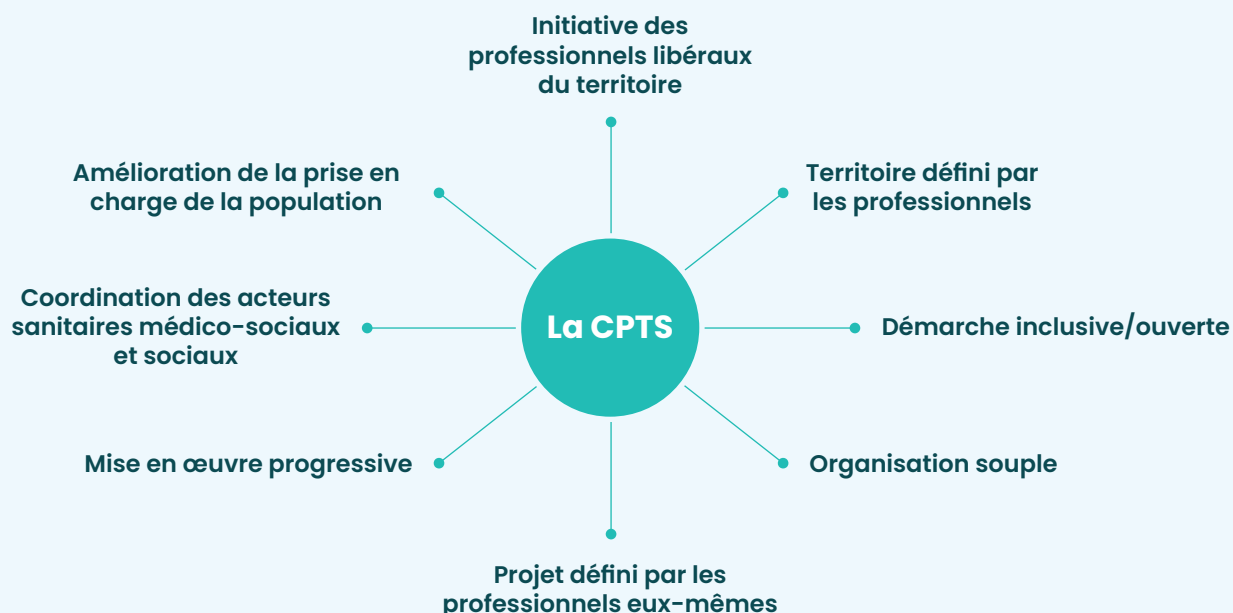 Initiative des
professionnels libéraux
du territoire
Amélioration de la prise en
charge de la population
Territoire défini par
les professionnels
Coordination des acteurs
sanitaires médico-sociaux
et sociaux
La CPTS
Démarche inclusive/ouverte
Mise en œuvre progressive
Organisation souple
Projet défini par les
professionnels eux-mêmes